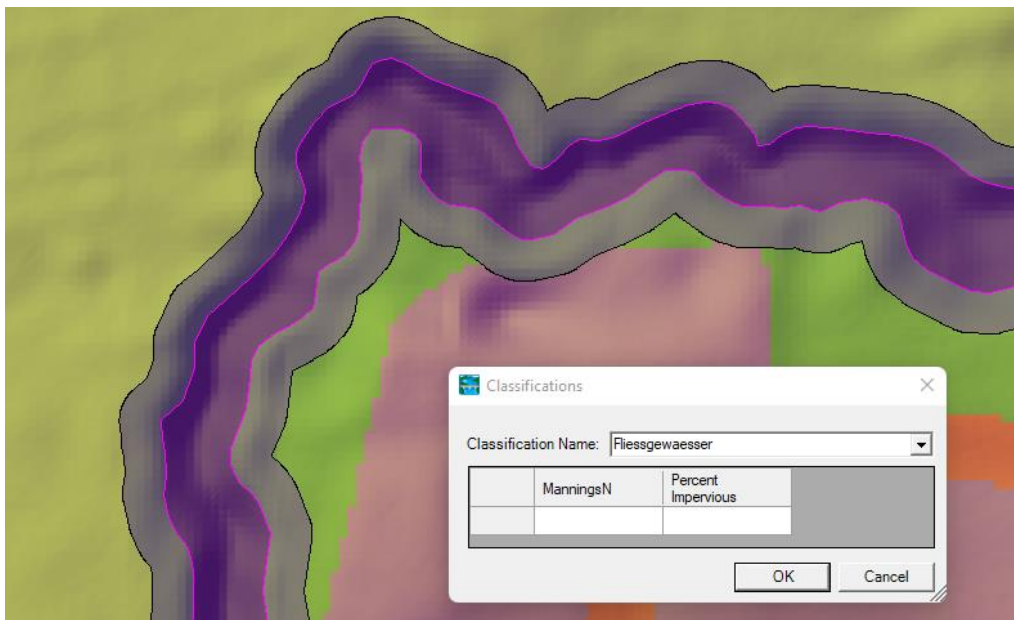 Classifications
Classification Name: Fliessgewaesser
ManningsN
Percent
Impervious
OK
Cancel